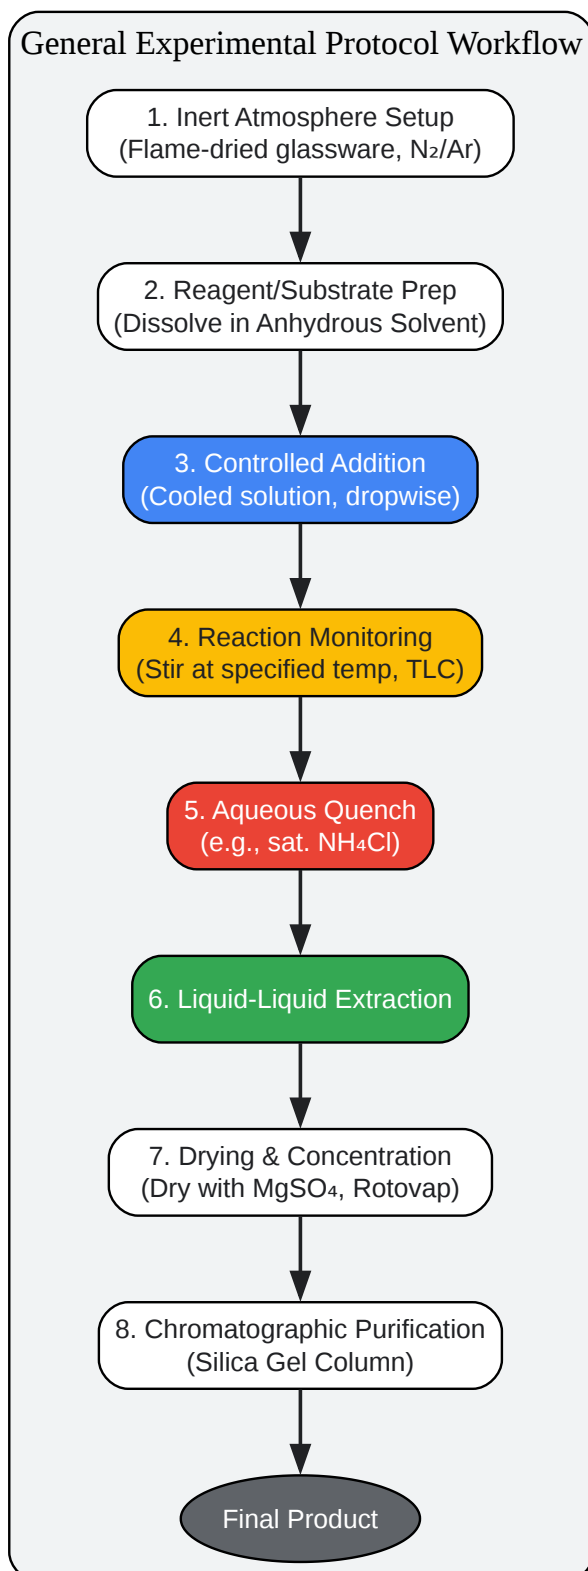 General Experimental Protocol Workflow
1. Inert Atmosphere Setup
(Flame-dried glassware, N₂/Ar)
2. Reagent/Substrate Prep
(Dissolve in Anhydrous Solvent)
3. Controlled Addition
(Cooled solution, dropwise)
4. Reaction Monitoring
(Stir at specified temp, TLC)
5. Aqueous Quench
(e.g., sat. NH₄Cl)
6. Liquid-Liquid Extraction
7. Drying & Concentration
(Dry with MgSO₄, Rotovap)
8. Chromatographic Purification
(Silica Gel Column)
Final Product